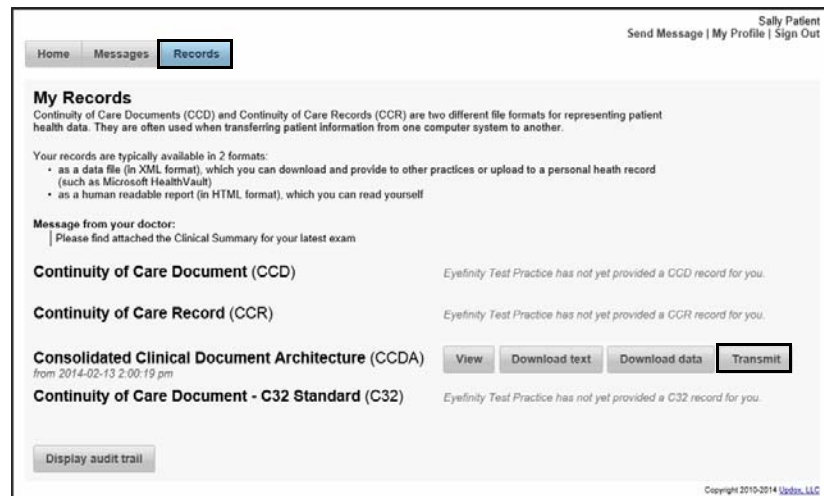 Sally Patient
Send Message | My Profile | Sign Out
Home Messages Records
My Records
Continuity of Care Documents (CCD) and Continuity of Care Records (CCR) are two different file formats for representing patient
health data. They are often used when transferring patient information from one computer system to another.
Your records are typically available in 2 formats:
• as a data file (in XML format), which you can download and provide to other practices or upload to a personal heath record
(such as Microsoft HealthVault)
• as a human readable report (in HTML format), which you can read yourself
Message from your doctor:
Please find attached the Clinical Summary for your latest exam
Continuity of Care Document (CCD) Eyefinity Test Practice has not yet provided a CCD record for you.
Continuity of Care Record (CCR) Eyefinity Test Practice has not yet provided a CCR record for you.
Consolidated Clinical Document Architecture (CCDA) View Download text Download data Transmit
from 2014-02-13 2:00:19 pm
Continuity of Care Document - C32 Standard (C32) Eyefinity Test Practice has not yet provided a C32 record for you.
Display audit trail
Copyright 2010-2014 Updox, LLC